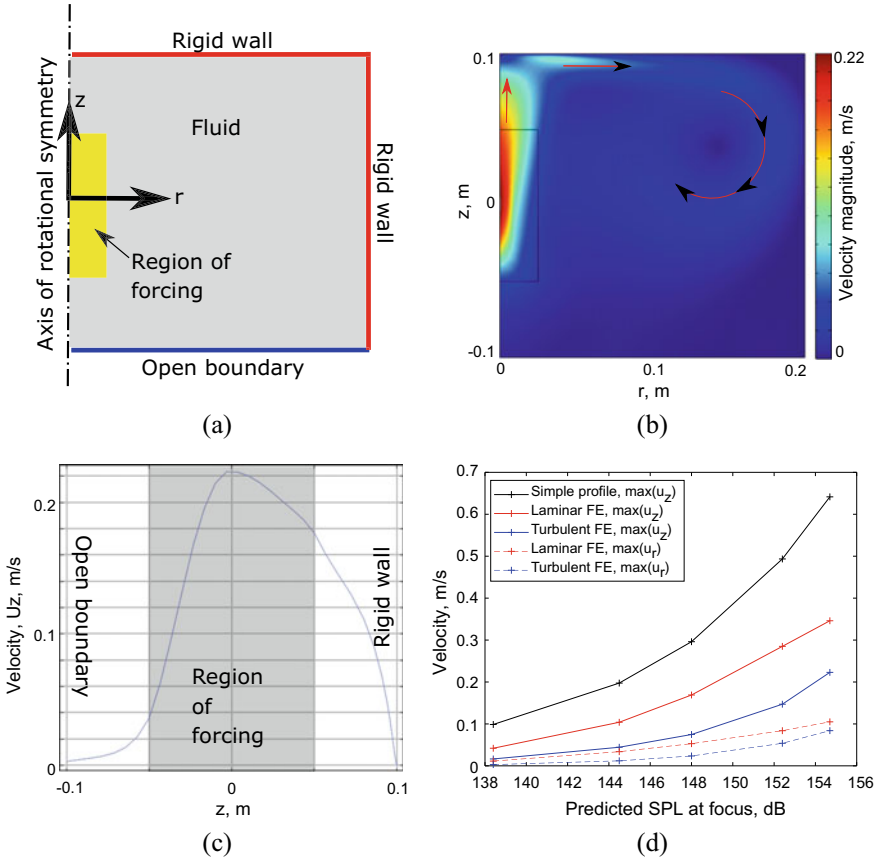 Rigid wall
Axis of rotational symmetry
z
Fluid
r
Region of
forcing
Rigid wall
Open boundary
(a)
0.1
z, m
0
-0.1
0
0.1
0.2
r, m
0.22
Velocity magnitude, m/s
0
(b)
Velocity, Uz, m/s
0.2
0.1
0
Open boundary
Region
of
forcing
Rigid wall
-0.1
0
0.1
z, m
(c)
Velocity, m/s
0.7
0.6
0.5
0.4
0.3
0.2
0.1
0
Simple profile, max(uz)
Laminar FE, max(uz)
Turbulent FE, max(uz)
Laminar FE, max(ur)
Turbulent FE, max(ur)
138 140 142 144 146 148 150 152 154 156
Predicted SPL at focus, dB
(d)